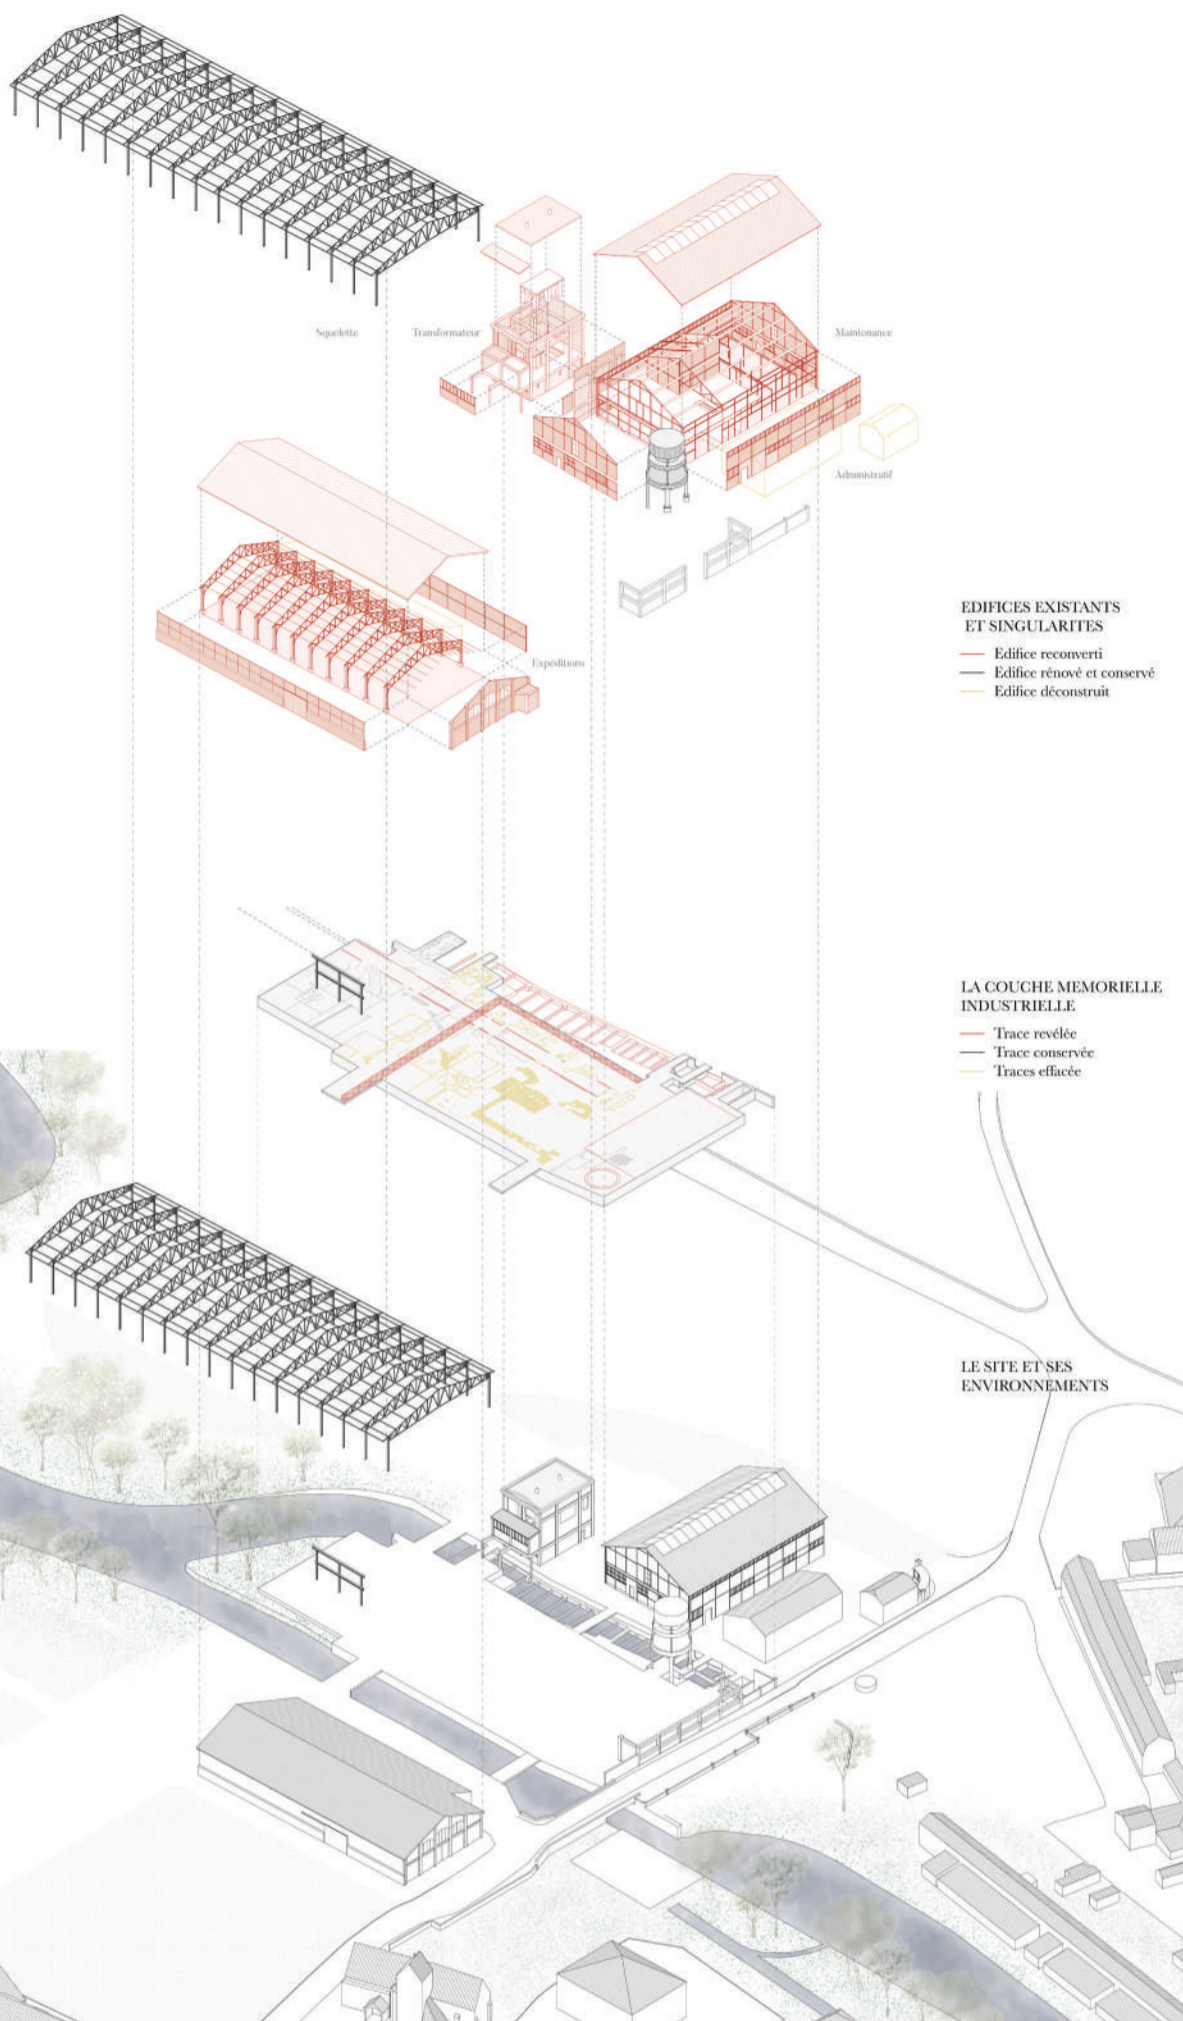 Squelette
Transformateur
Maintenance
Administratif
Expéditions
EDIFICES EXISTANTS
ET SINGULARITES
Edifice reconverti
Edifice rénové et conservé
Edifice déconstruit
LA COUCHE MEMORIELLE
INDUSTRIELLE
Trace revélée
Trace conservée
Traces effacée
LE SITE ET SES
ENVIRONNEMENTS